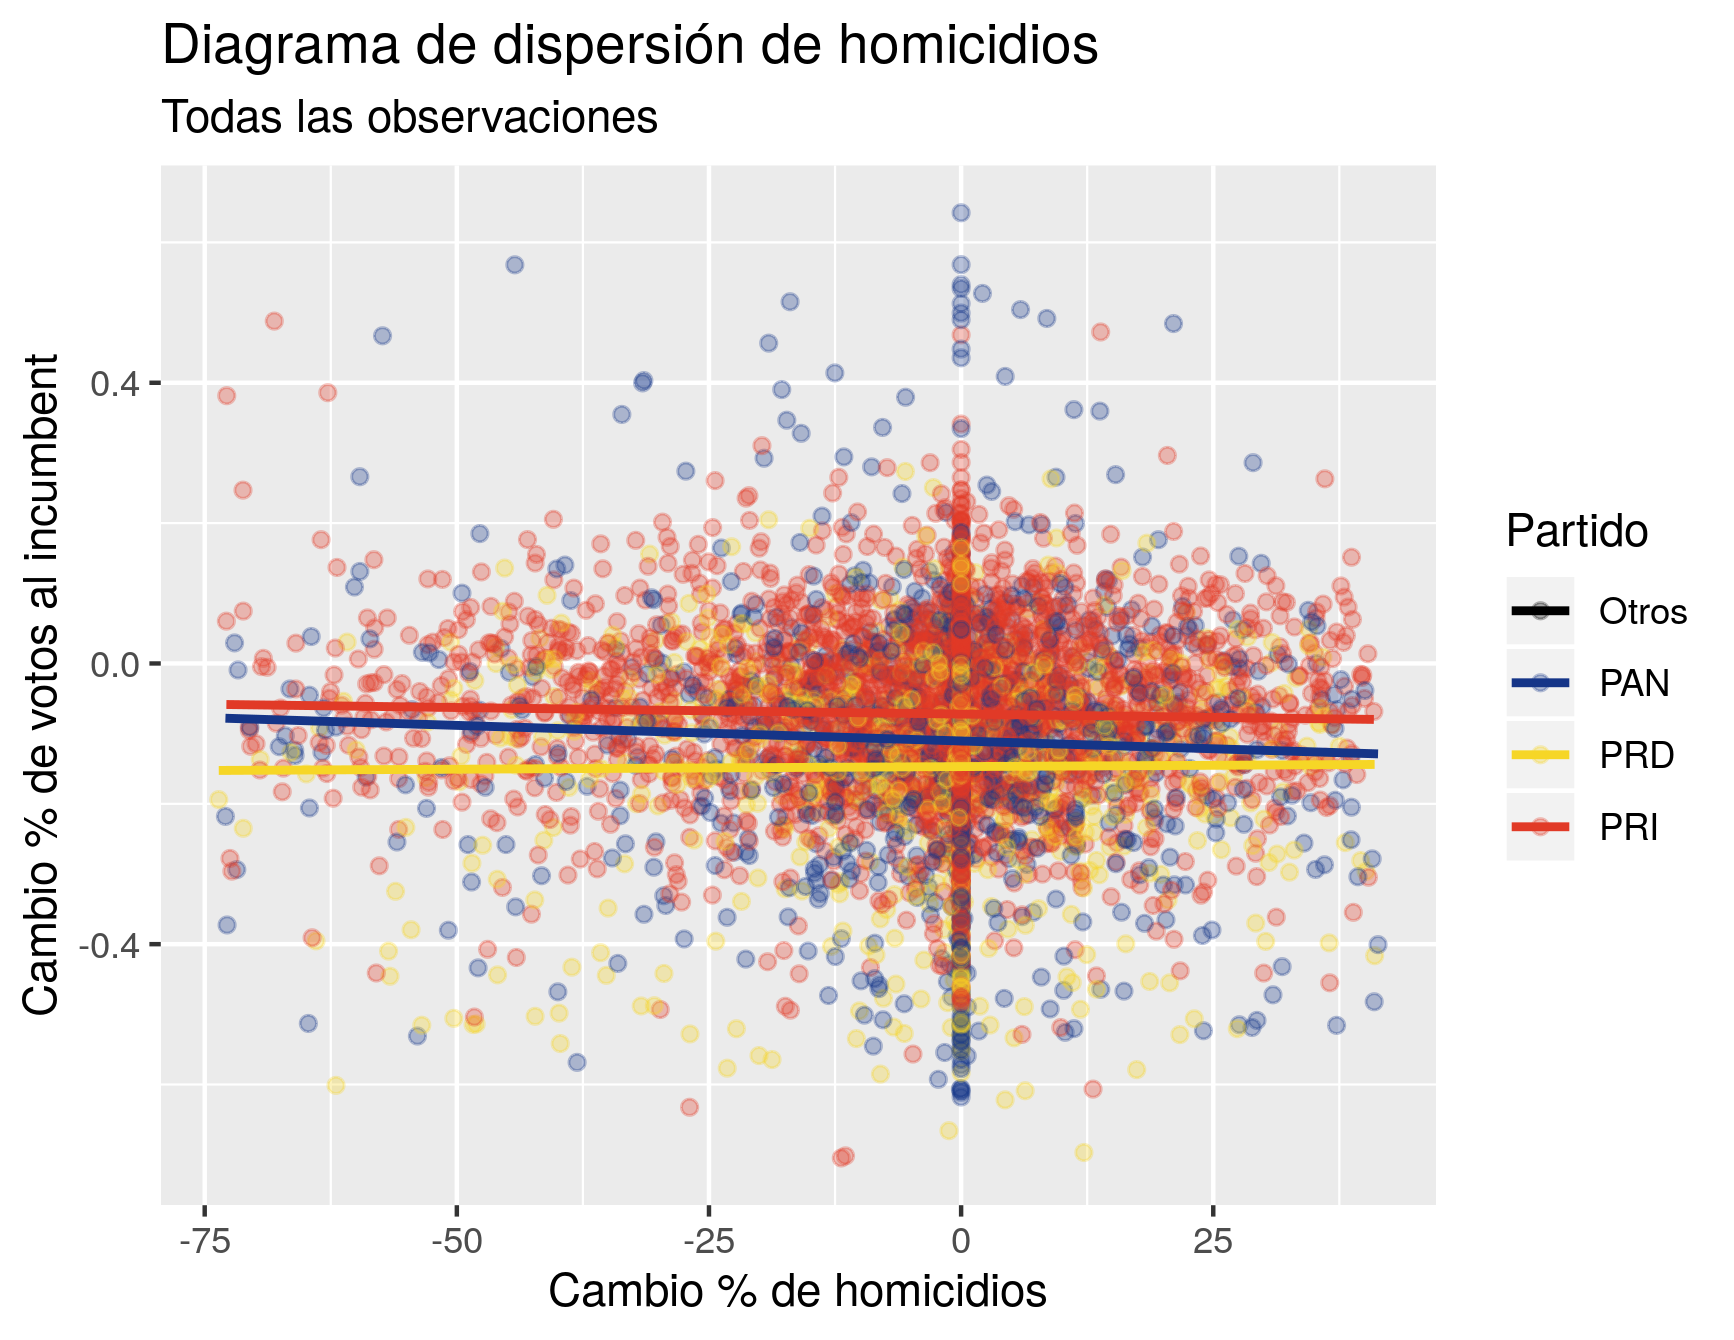 Diagrama de dispersión de homicidios
Todas las observaciones
Cambio % de votos al incumbent
0.4
0.0
-0.4
-75
-50
-25
0
25
Cambio % de homicidios
Partido
Otros
PAN
PRD
PRI